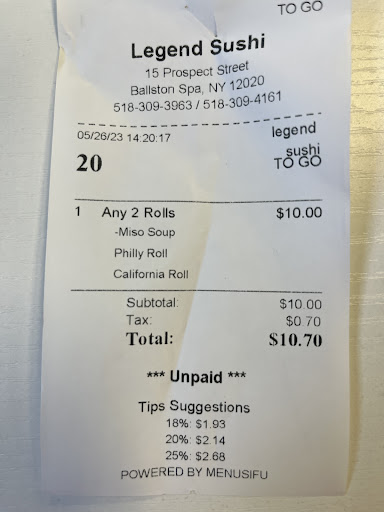 TO GO
Legend Sushi
15 Prospect Street
Ballston Spa, NY 12020
518-309-3963 / 518-309-4161
05/26/23 14:20:17 legend
sushi
20 TO GO
1 Any 2 Rolls $10.00
-Miso Soup
Philly Roll
California Roll
Subtotal: $10.00
Tax: $0.70
Total: $10.70
*** Unpaid ***
Tips Suggestions
18%: $1.93
20%: $2.14
25%: $2.68
POWERED BY MENUSIFU